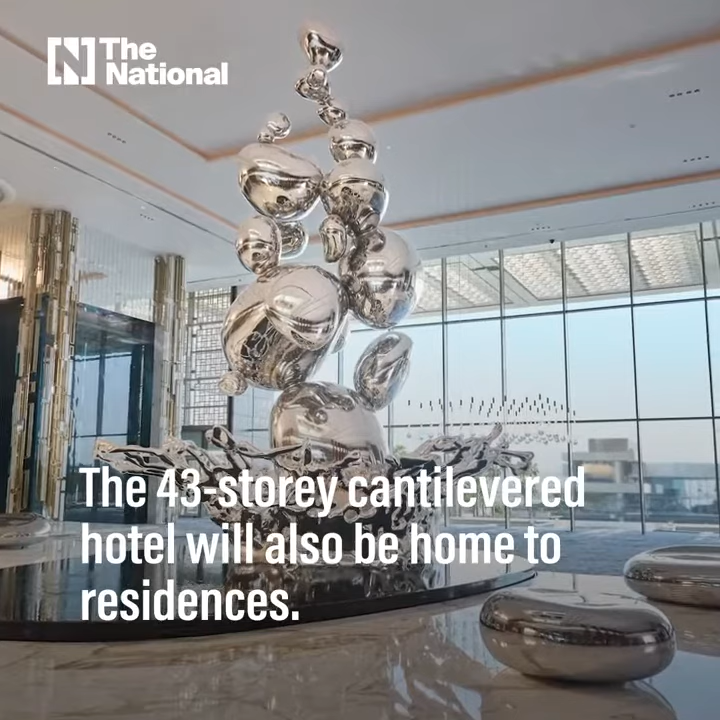 The
National
The 43-storey cantilevered
hotel will also be home to
residences.